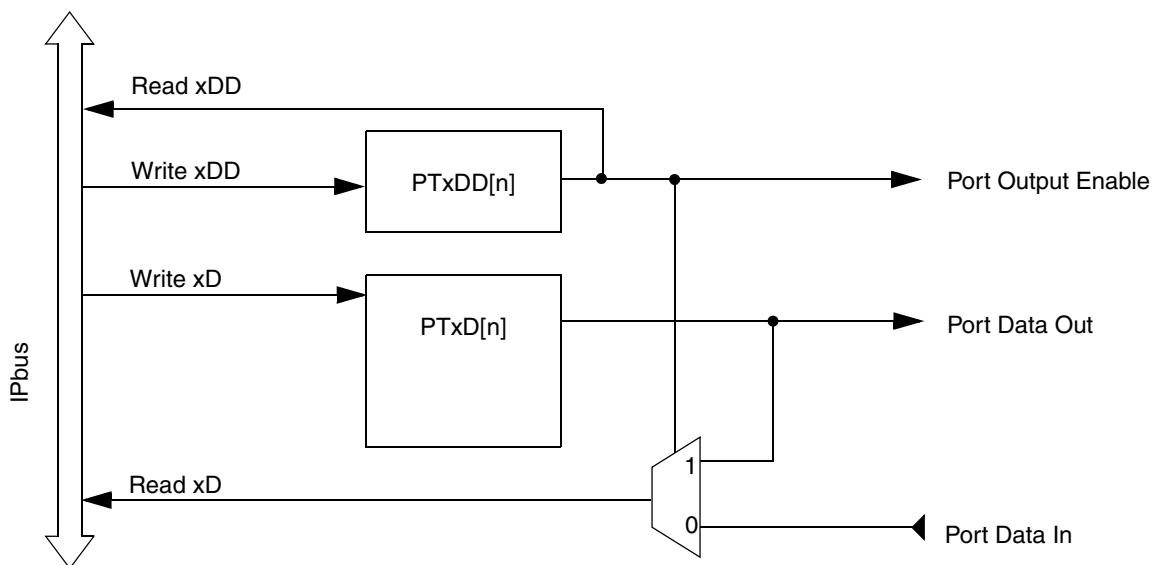 Read xDD
Write xDD
PTxDD[n]
Port Output Enable
Write xD
PTxD[n]
Port Data Out
IPbus
1
Read xD
0
Port Data In